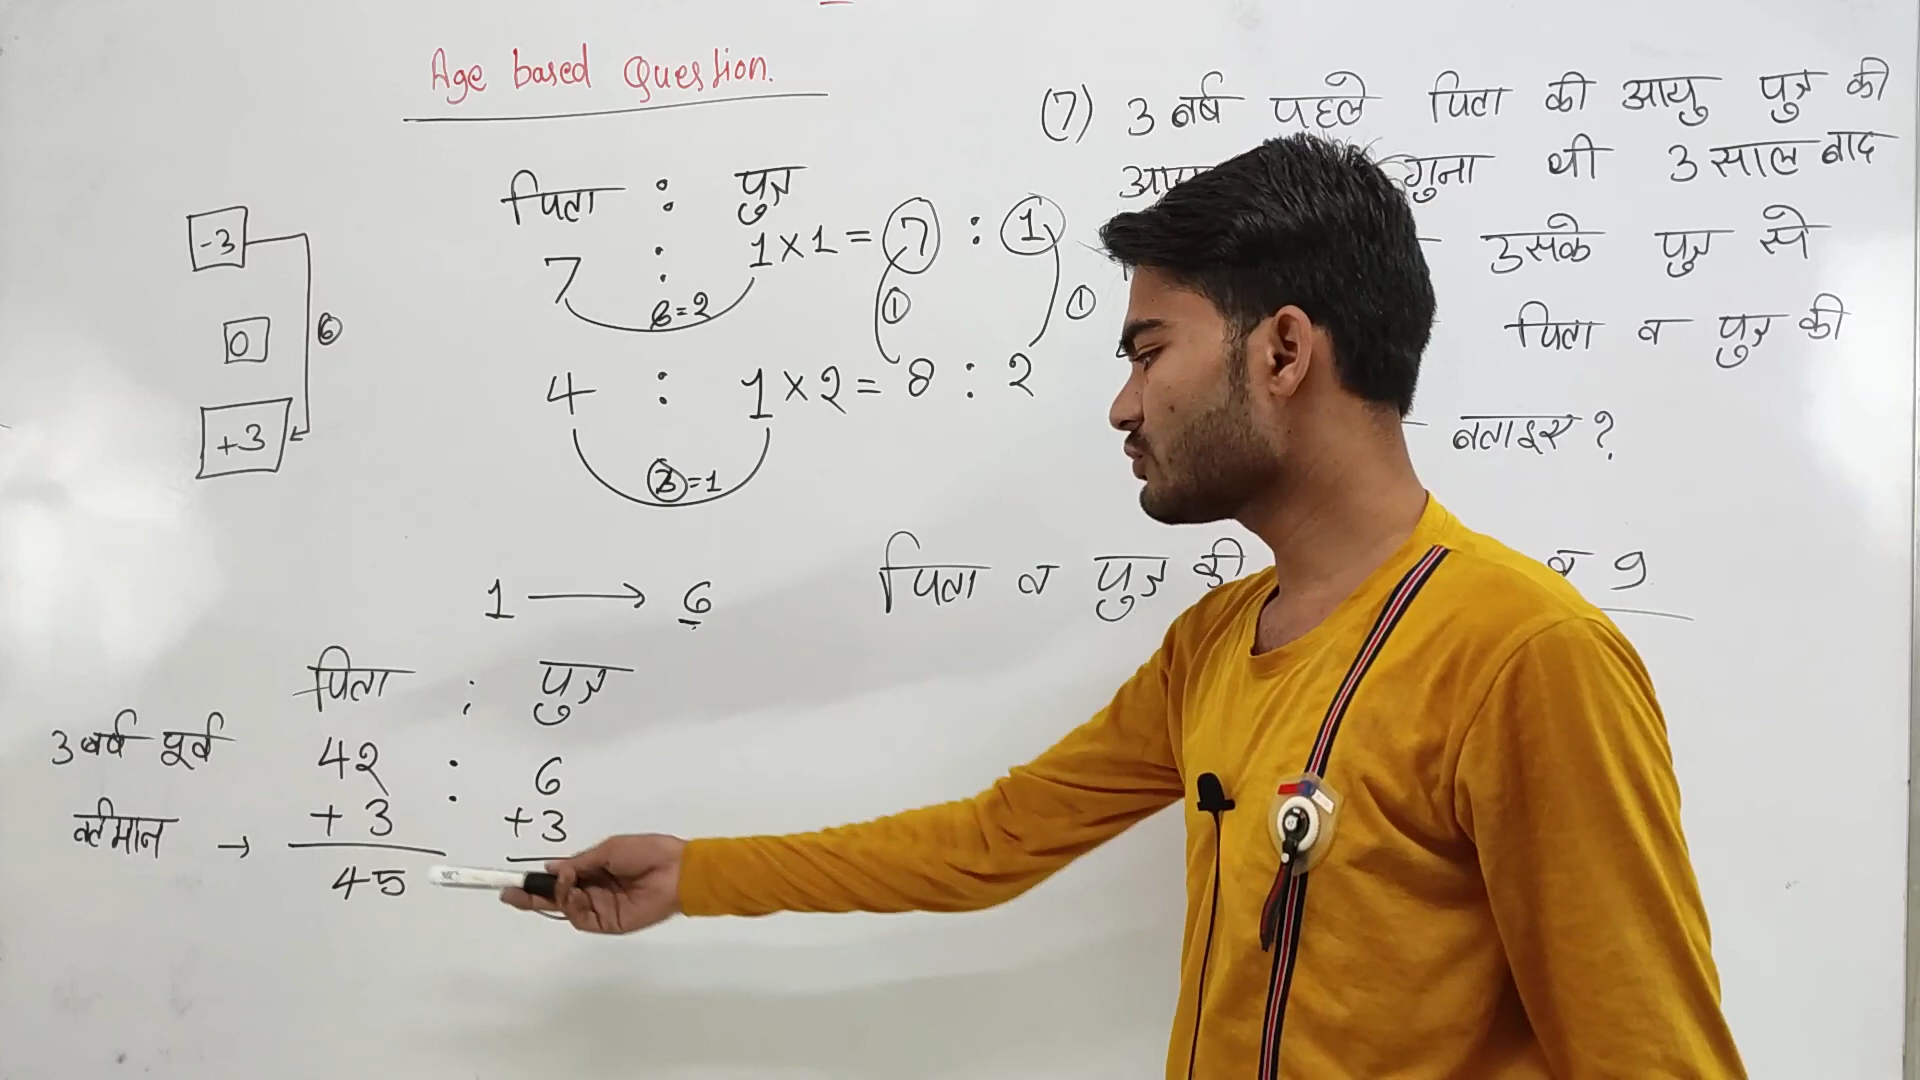 Age based Question.
(7) 3 वर्ष पहले पिता की आयु पुत्र की
गुना थी 3 साल बाद
उसके पुत्र से
पिता व पुत्र की
बताइए ?
पिता : पुत्र
7 : 1 × 1 = 7 : 1
6 = 2
① ①
4 : 1 × 2 = 8 : 2
3 = 1
-3
0
+3
6
1 → 6
पिता व पुत्र की व 9
पिता : पुत्र
3 वर्ष पूर्व 42 : 6
+ 3 +3
वर्तमान → 45